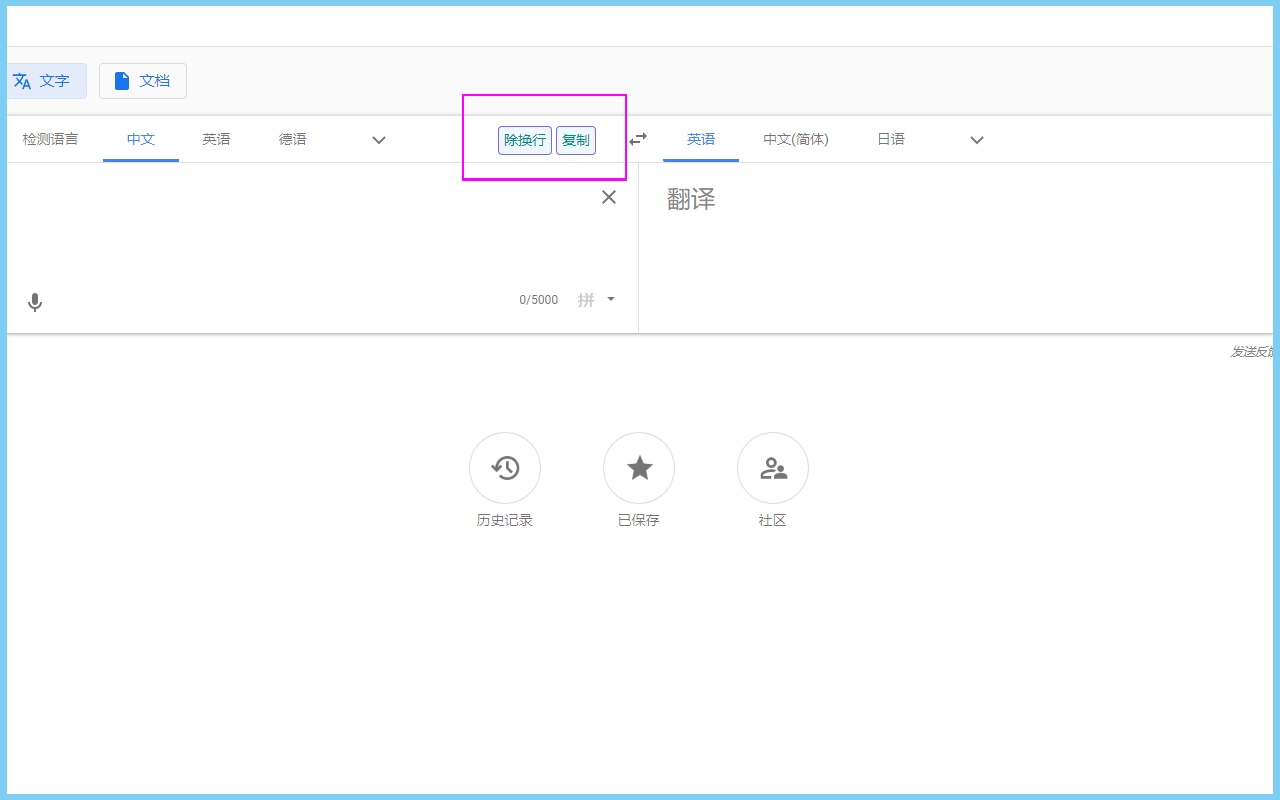 文字 文档
检测语言 中文 英语 德语 除换行 复制 英语 中文(简体) 日语
翻译
0/5000 拼
发送反馈
历史记录 已保存 社区